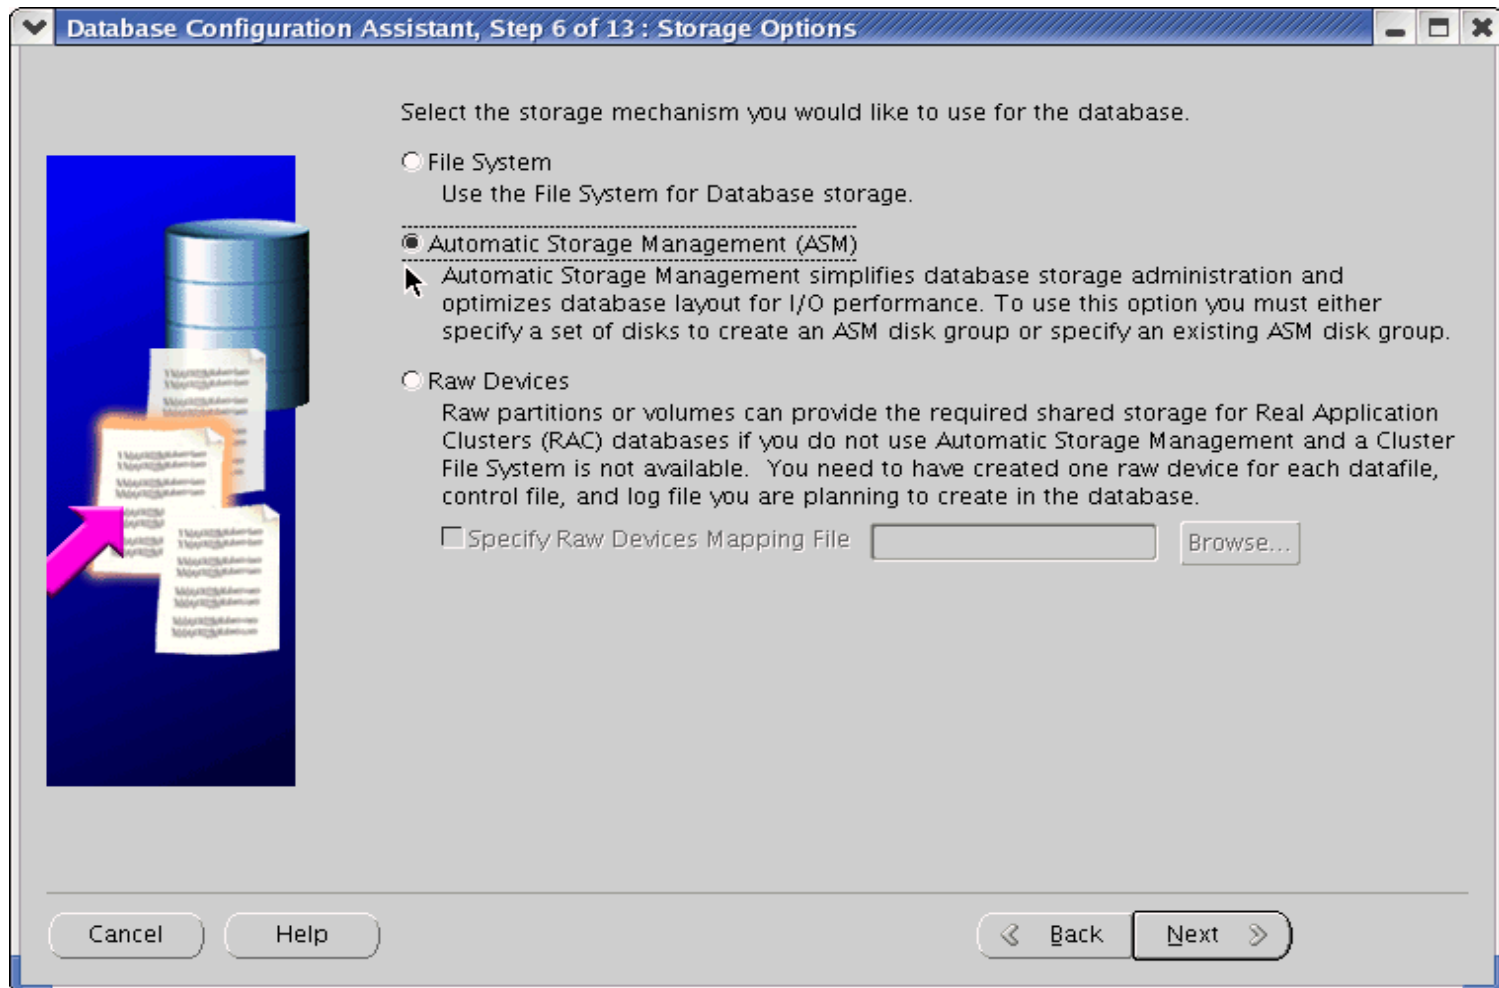 Database Configuration Assistant, Step 6 of 13 : Storage Options
Select the storage mechanism you would like to use for the database.
File System
Use the File System for Database storage.
Automatic Storage Management (ASM)
Automatic Storage Management simplifies database storage administration and
optimizes database layout for I/O performance. To use this option you must either
specify a set of disks to create an ASM disk group or specify an existing ASM disk group.
Raw Devices
Raw partitions or volumes can provide the required shared storage for Real Application
Clusters (RAC) databases if you do not use Automatic Storage Management and a Cluster
File System is not available.  You need to have created one raw device for each datafile,
control file, and log file you are planning to create in the database.
Specify Raw Devices Mapping File
Browse...
Cancel
Help
Back
Next